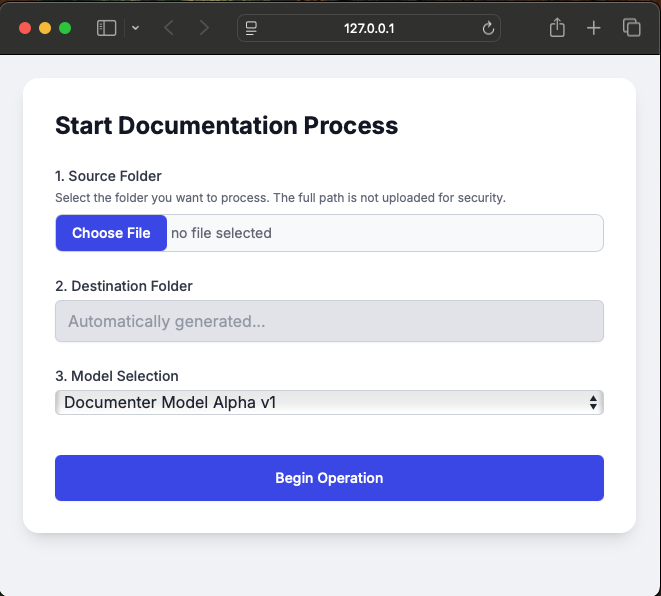 127.0.0.1
Start Documentation Process
1. Source Folder
Select the folder you want to process. The full path is not uploaded for security.
Choose File no file selected
2. Destination Folder
Automatically generated...
3. Model Selection
Documenter Model Alpha v1
Begin Operation